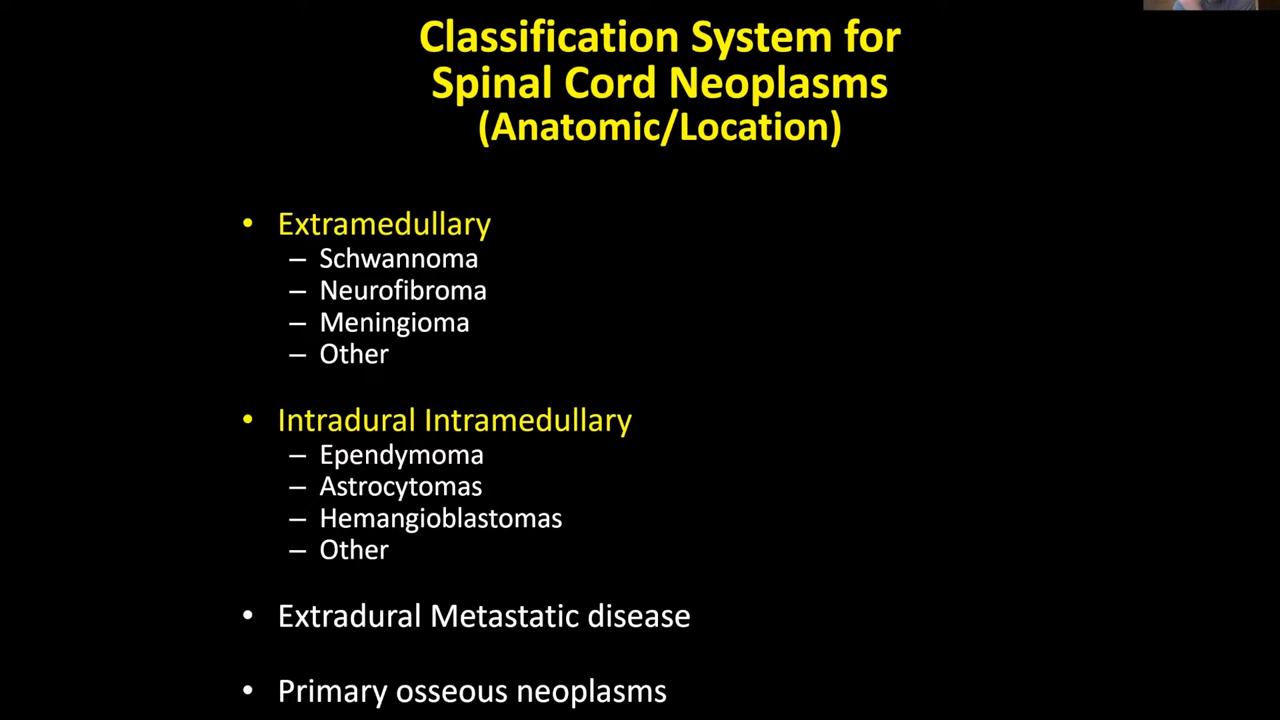 Classification System for
Spinal Cord Neoplasms
(Anatomic/Location)
• Extramedullary
– Schwannoma
– Neurofibroma
– Meningioma
– Other
• Intradural Intramedullary
– Ependymoma
– Astrocytomas
– Hemangioblastomas
– Other
• Extradural Metastatic disease
• Primary osseous neoplasms